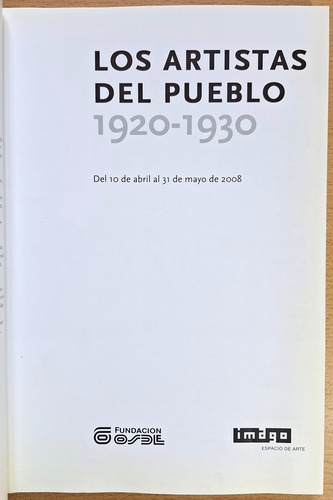 LOS ARTISTAS
DEL PUEBLO
1920-1930
Del 10 de abril al 31 de mayo de 2008
FUNDACION
OSDE
imago
ESPACIO DE ARTE